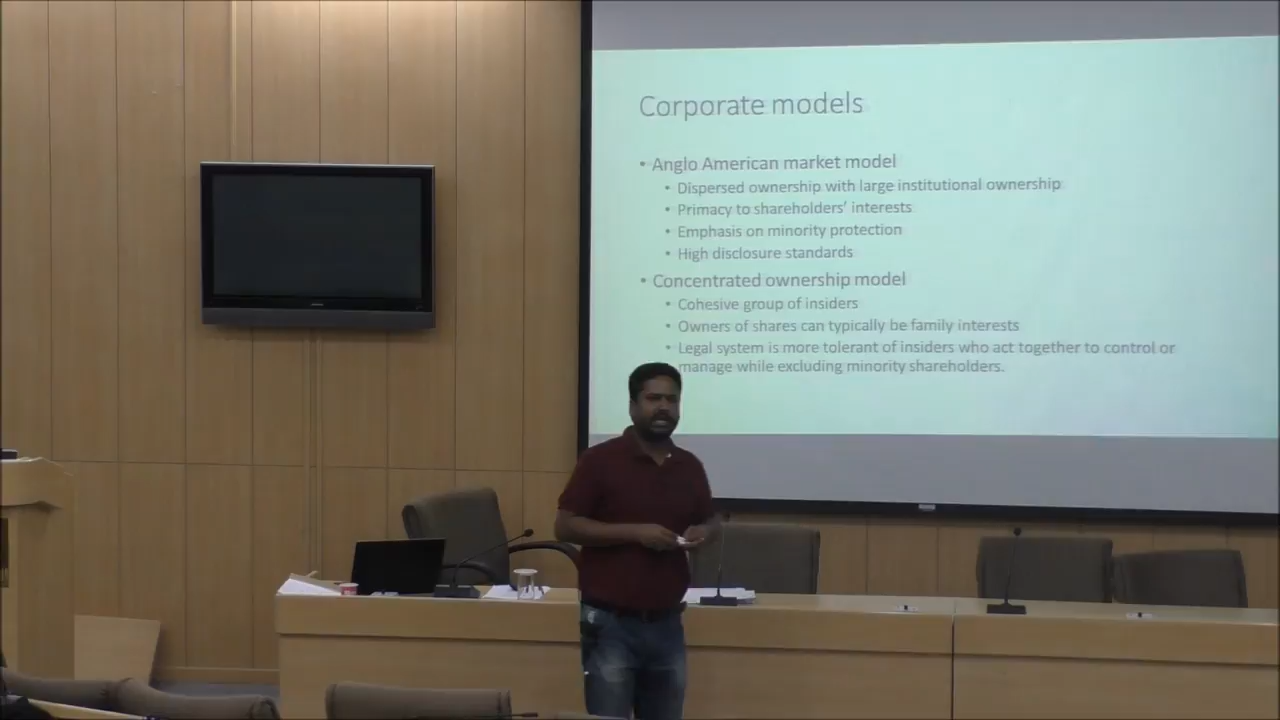 Corporate models
• Anglo American market model
• Dispersed ownership with large institutional ownership
• Primacy to shareholders' interests
• Emphasis on minority protection
• High disclosure standards
• Concentrated ownership model
• Cohesive group of insiders
• Owners of shares can typically be family interests
• Legal system is more tolerant of insiders who act together to control or
manage while excluding minority shareholders.